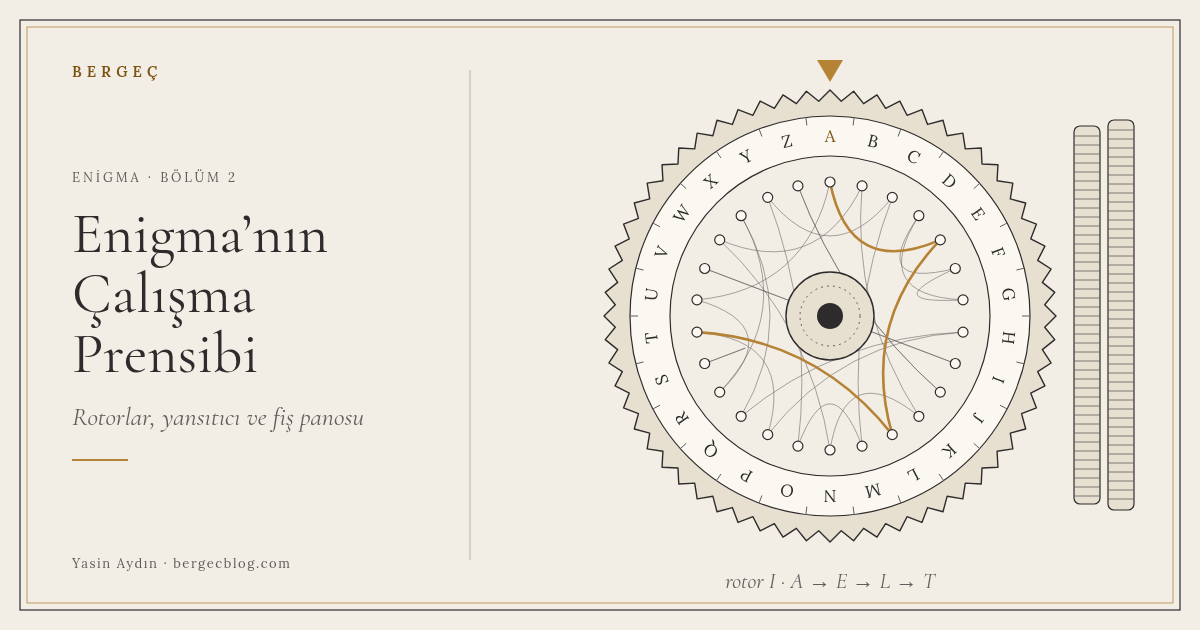 BERGEÇ
ENİGMA · BÖLÜM 2
Enigma’nın
Çalışma
Prensibi
Rotorlar, yansıtıcı ve fiş panosu
Yasin Aydın · bergecblog.com
A B C D E F G H I J K L M N O P Q R S T U V W X Y Z
rotor I · A → E → L → T